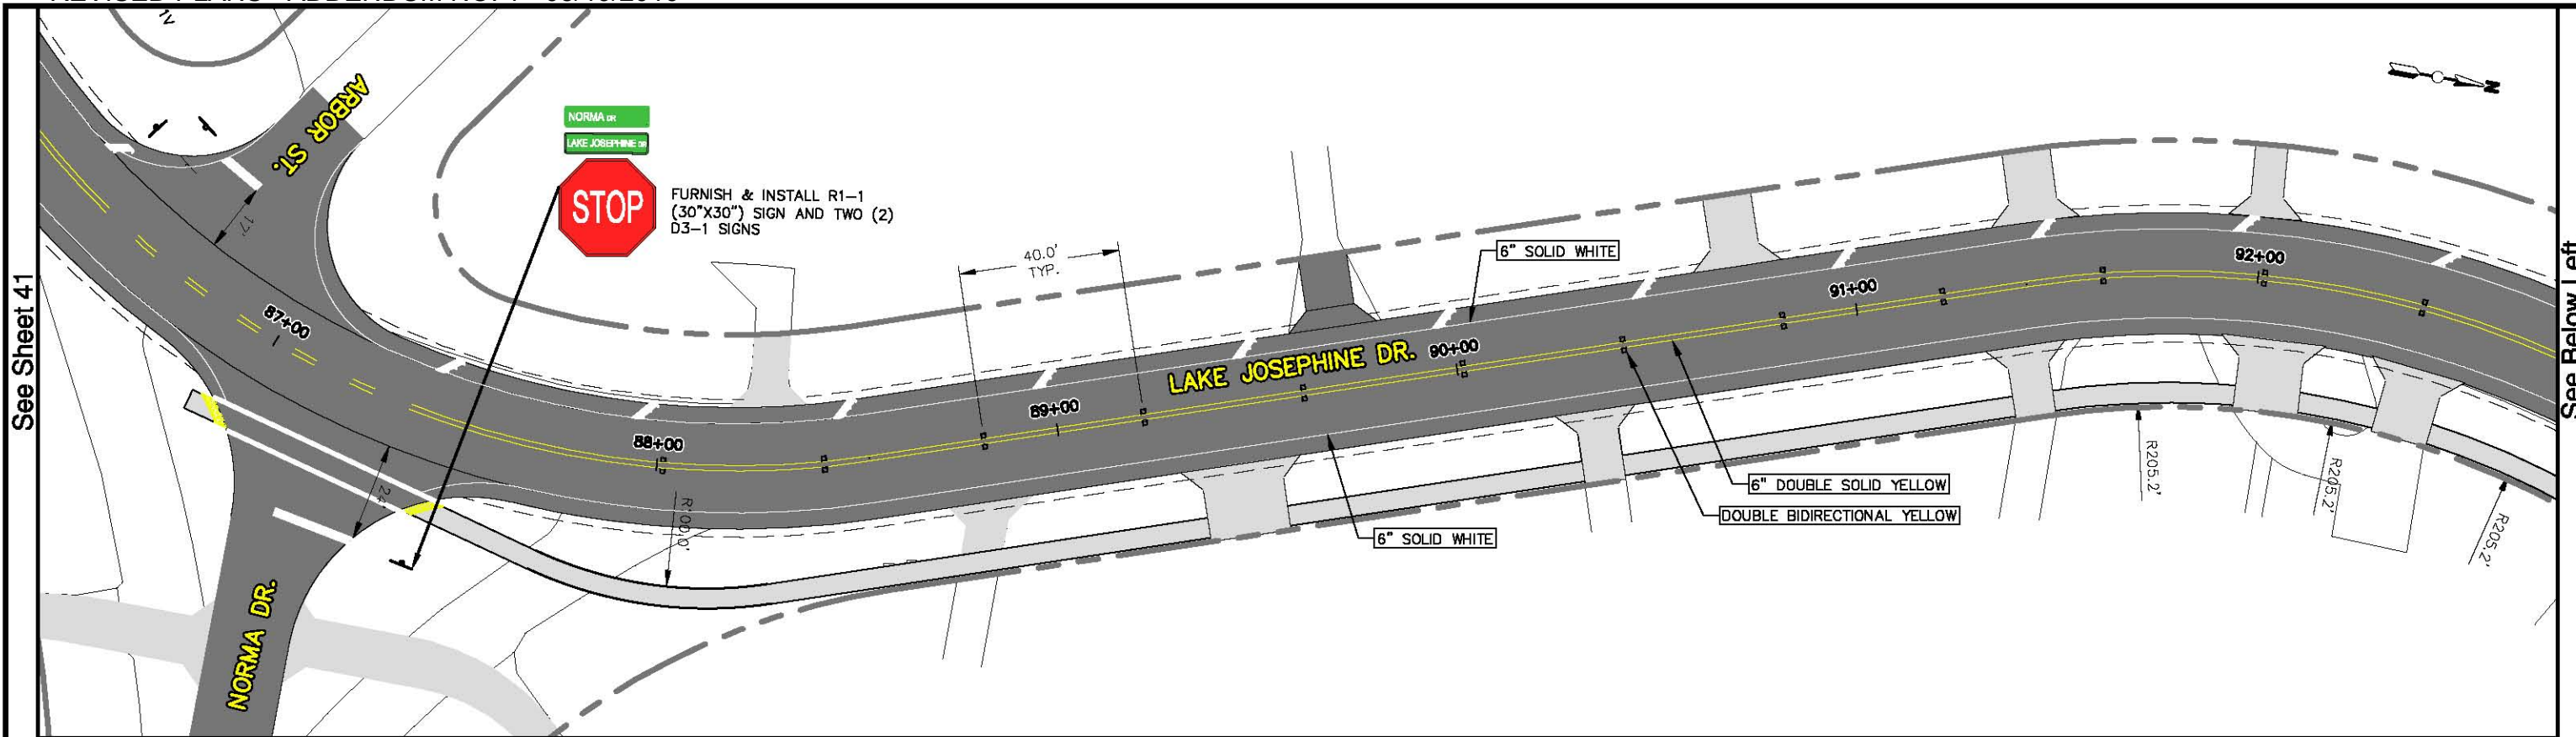 See Sheet 41
ARBOR ST.
17'
NORMA DR
LAKE JOSEPHINE DR
STOP
FURNISH & INSTALL R1-1
(30"X30") SIGN AND TWO (2)
D3-1 SIGNS
N
87+00
88+00
89+00
90+00
91+00
92+00
40.0'
TYP.
6" SOLID WHITE
LAKE JOSEPHINE DR.
6" DOUBLE SOLID YELLOW
DOUBLE BIDIRECTIONAL YELLOW
6" SOLID WHITE
24'
NORMA DR.
R205.2'
R205.2'
R205.2'
See Below Left